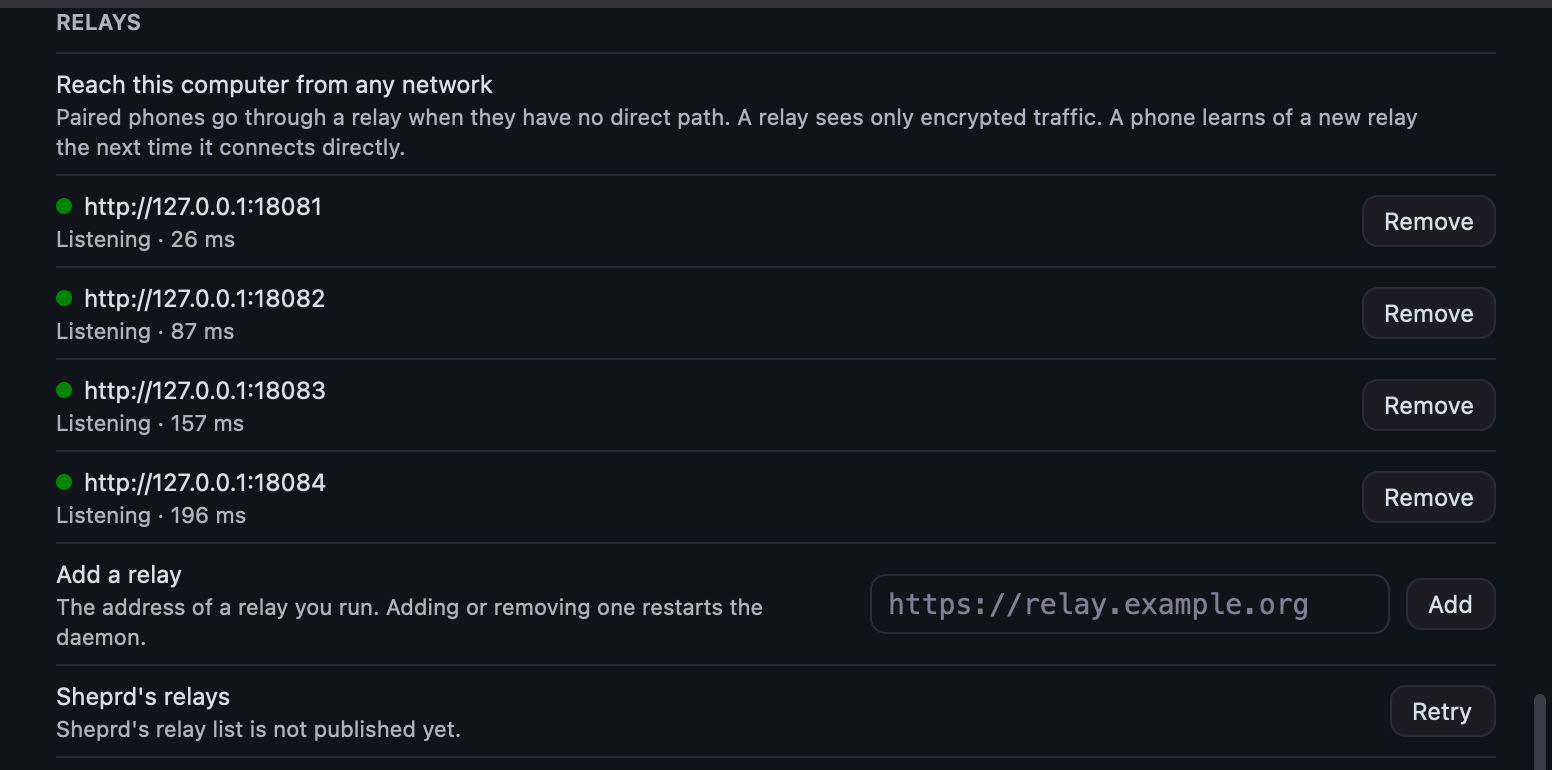 RELAYS
Reach this computer from any network
Paired phones go through a relay when they have no direct path. A relay sees only encrypted traffic. A phone learns of a new relay
the next time it connects directly.
http://127.0.0.1:18081
Listening · 26 ms
Remove
http://127.0.0.1:18082
Listening · 87 ms
Remove
http://127.0.0.1:18083
Listening · 157 ms
Remove
http://127.0.0.1:18084
Listening · 196 ms
Remove
Add a relay
The address of a relay you run. Adding or removing one restarts the
daemon.
https://relay.example.org
Add
Sheprd's relays
Sheprd's relay list is not published yet.
Retry